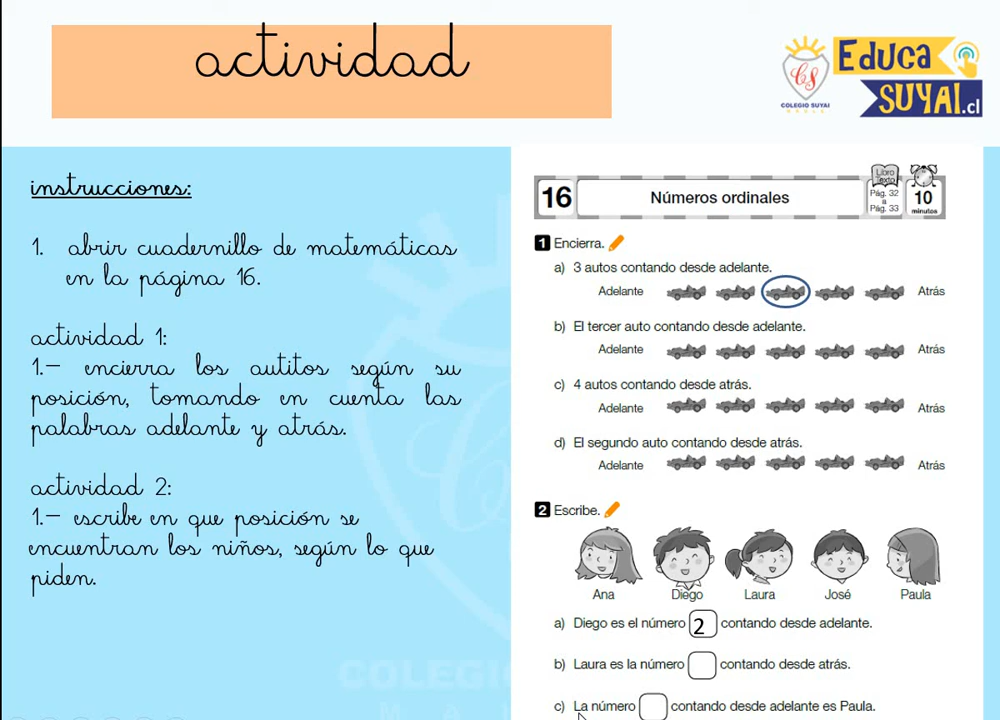 actividad
CS
COLEGIO SUYAI
MAULE
EDUCA
SUYAI.cl
instrucciones:
1. abrir cuadernillo de matemáticas
en la página 16.
actividad 1:
1.- encierra los autitos según su
posición, tomando en cuenta las
palabras adelante y atrás.
actividad 2:
1.- escribe en que posición se
encuentran los niños, según lo que
piden.
COLEGI
16
Números ordinales
Libro
Texto
Pág. 32
a
Pág. 33
10
minutos
1 Encierra.
a) 3 autos contando desde adelante.
Adelante Atrás
b) El tercer auto contando desde adelante.
Adelante Atrás
c) 4 autos contando desde atrás.
Adelante Atrás
d) El segundo auto contando desde atrás.
Adelante Atrás
2 Escribe.
Ana Diego Laura José Paula
a) Diego es el número 2 contando desde adelante.
b) Laura es la número contando desde atrás.
c) La número contando desde adelante es Paula.